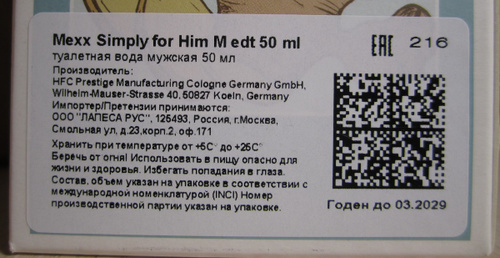 Mexx Simply for Him M edt 50 ml
туалетная вода мужская 50 мл
Производитель:
HFC Prestige Manufacturing Cologne Germany GmbH,
Wilhelm-Mauser-Strasse 40, 50827 Koeln, Germany
Импортер/Претензии принимаются:
ООО "ЛАПЕСА РУС", 125493, Россия, г.Москва,
Смольная ул, д.23,корп.2, оф.171
Хранить при температуре от +6С° до +25С°
Беречь от огня! Использовать в пищу опасно для
жизни и здоровья. Избегать попадания в глаза.
Состав, объем указан на упаковке в соответствии с
международной номенклатурой (INCI) Номер
производственной партии указан на упаковке.
EAC 216
Годен до 03.2029